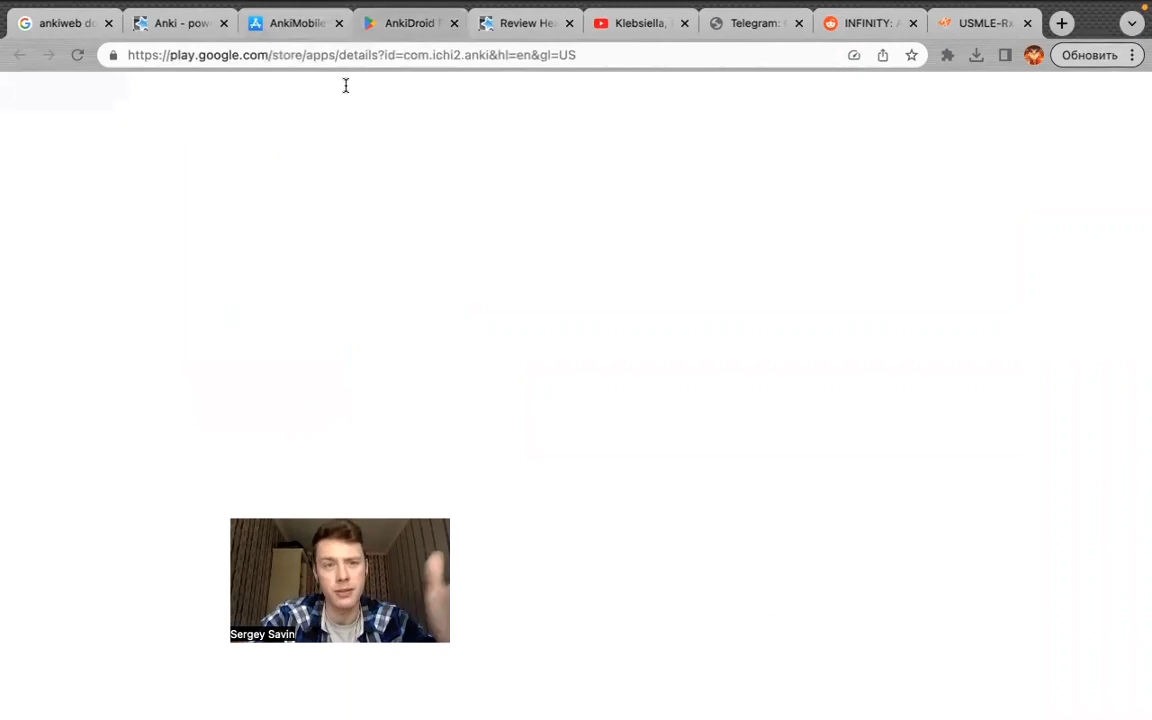 ankiweb d
Anki - pow
AnkiMobile
AnkiDroid
Review He
Klebsiella,
Telegram:
INFINITY:
USMLE-Rx
https://play.google.com/store/apps/details?id=com.ichi2.anki&hl=en&gl=US
Обновить
Sergey Savin